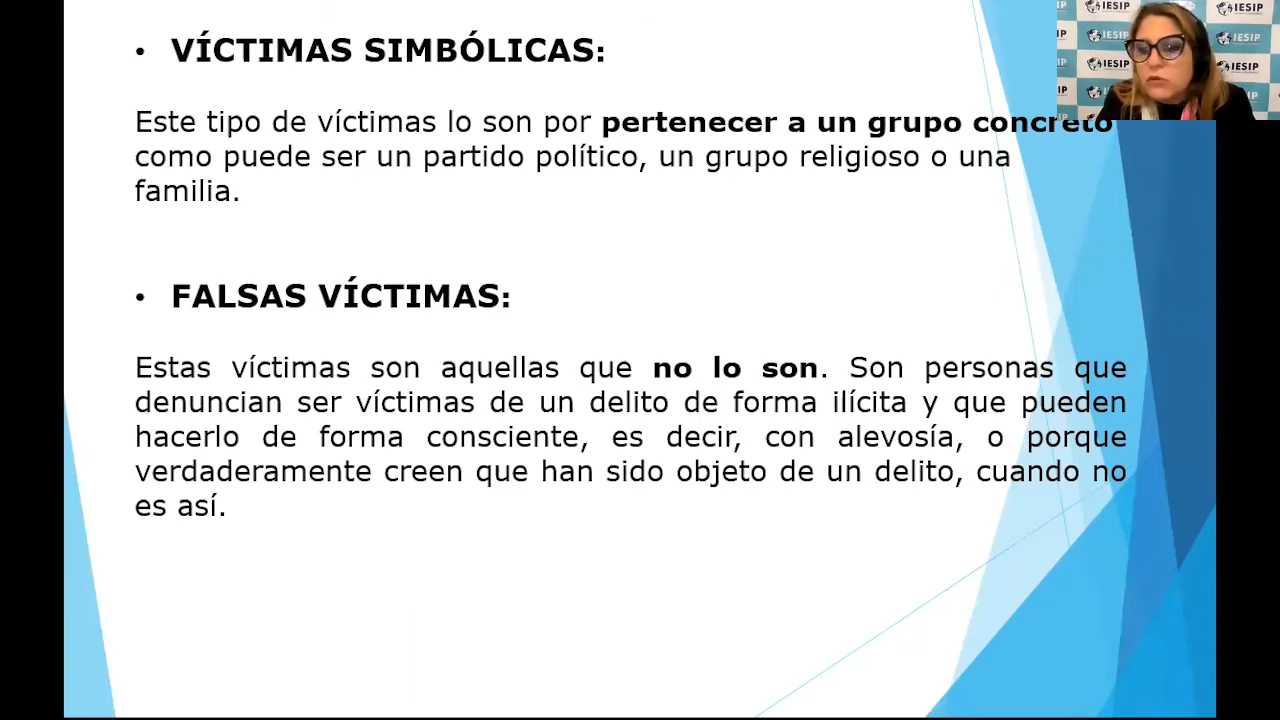 • VÍCTIMAS SIMBÓLICAS:
Este tipo de víctimas lo son por pertenecer a un grupo concreto
como puede ser un partido político, un grupo religioso o una
familia.
• FALSAS VÍCTIMAS:
Estas víctimas son aquellas que no lo son. Son personas que
denuncian ser víctimas de un delito de forma ilícita y que pueden
hacerlo de forma consciente, es decir, con alevosía, o porque
verdaderamente creen que han sido objeto de un delito, cuando no
es así.
IESIP
IESIP
IESIP
IESIP
IESIP
IESIP